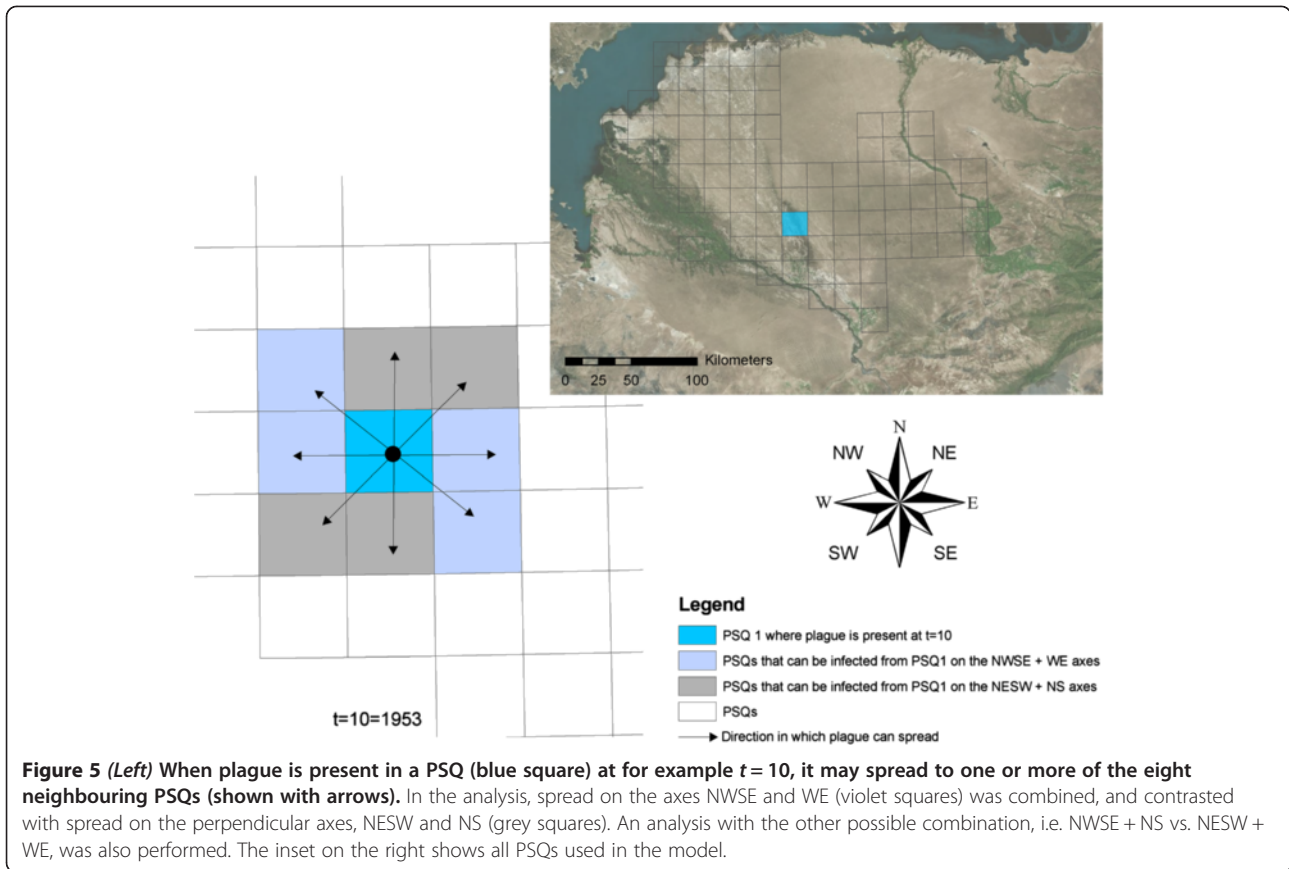 Kilometers
0 25 50 100
N
NW NE
W E
SW SE
S
Legend
PSQ 1 where plague is present at t=10
PSQs that can be infected from PSQ1 on the NWSE + WE axes
PSQs that can be infected from PSQ1 on the NESW + NS axes
PSQs
Direction in which plague can spread
t=10=1953
Figure 5 (Left) When plague is present in a PSQ (blue square) at for example t = 10, it may spread to one or more of the eight
neighbouring PSQs (shown with arrows). In the analysis, spread on the axes NWSE and WE (violet squares) was combined, and contrasted
with spread on the perpendicular axes, NESW and NS (grey squares). An analysis with the other possible combination, i.e. NWSE + NS vs. NESW +
WE, was also performed. The inset on the right shows all PSQs used in the model.